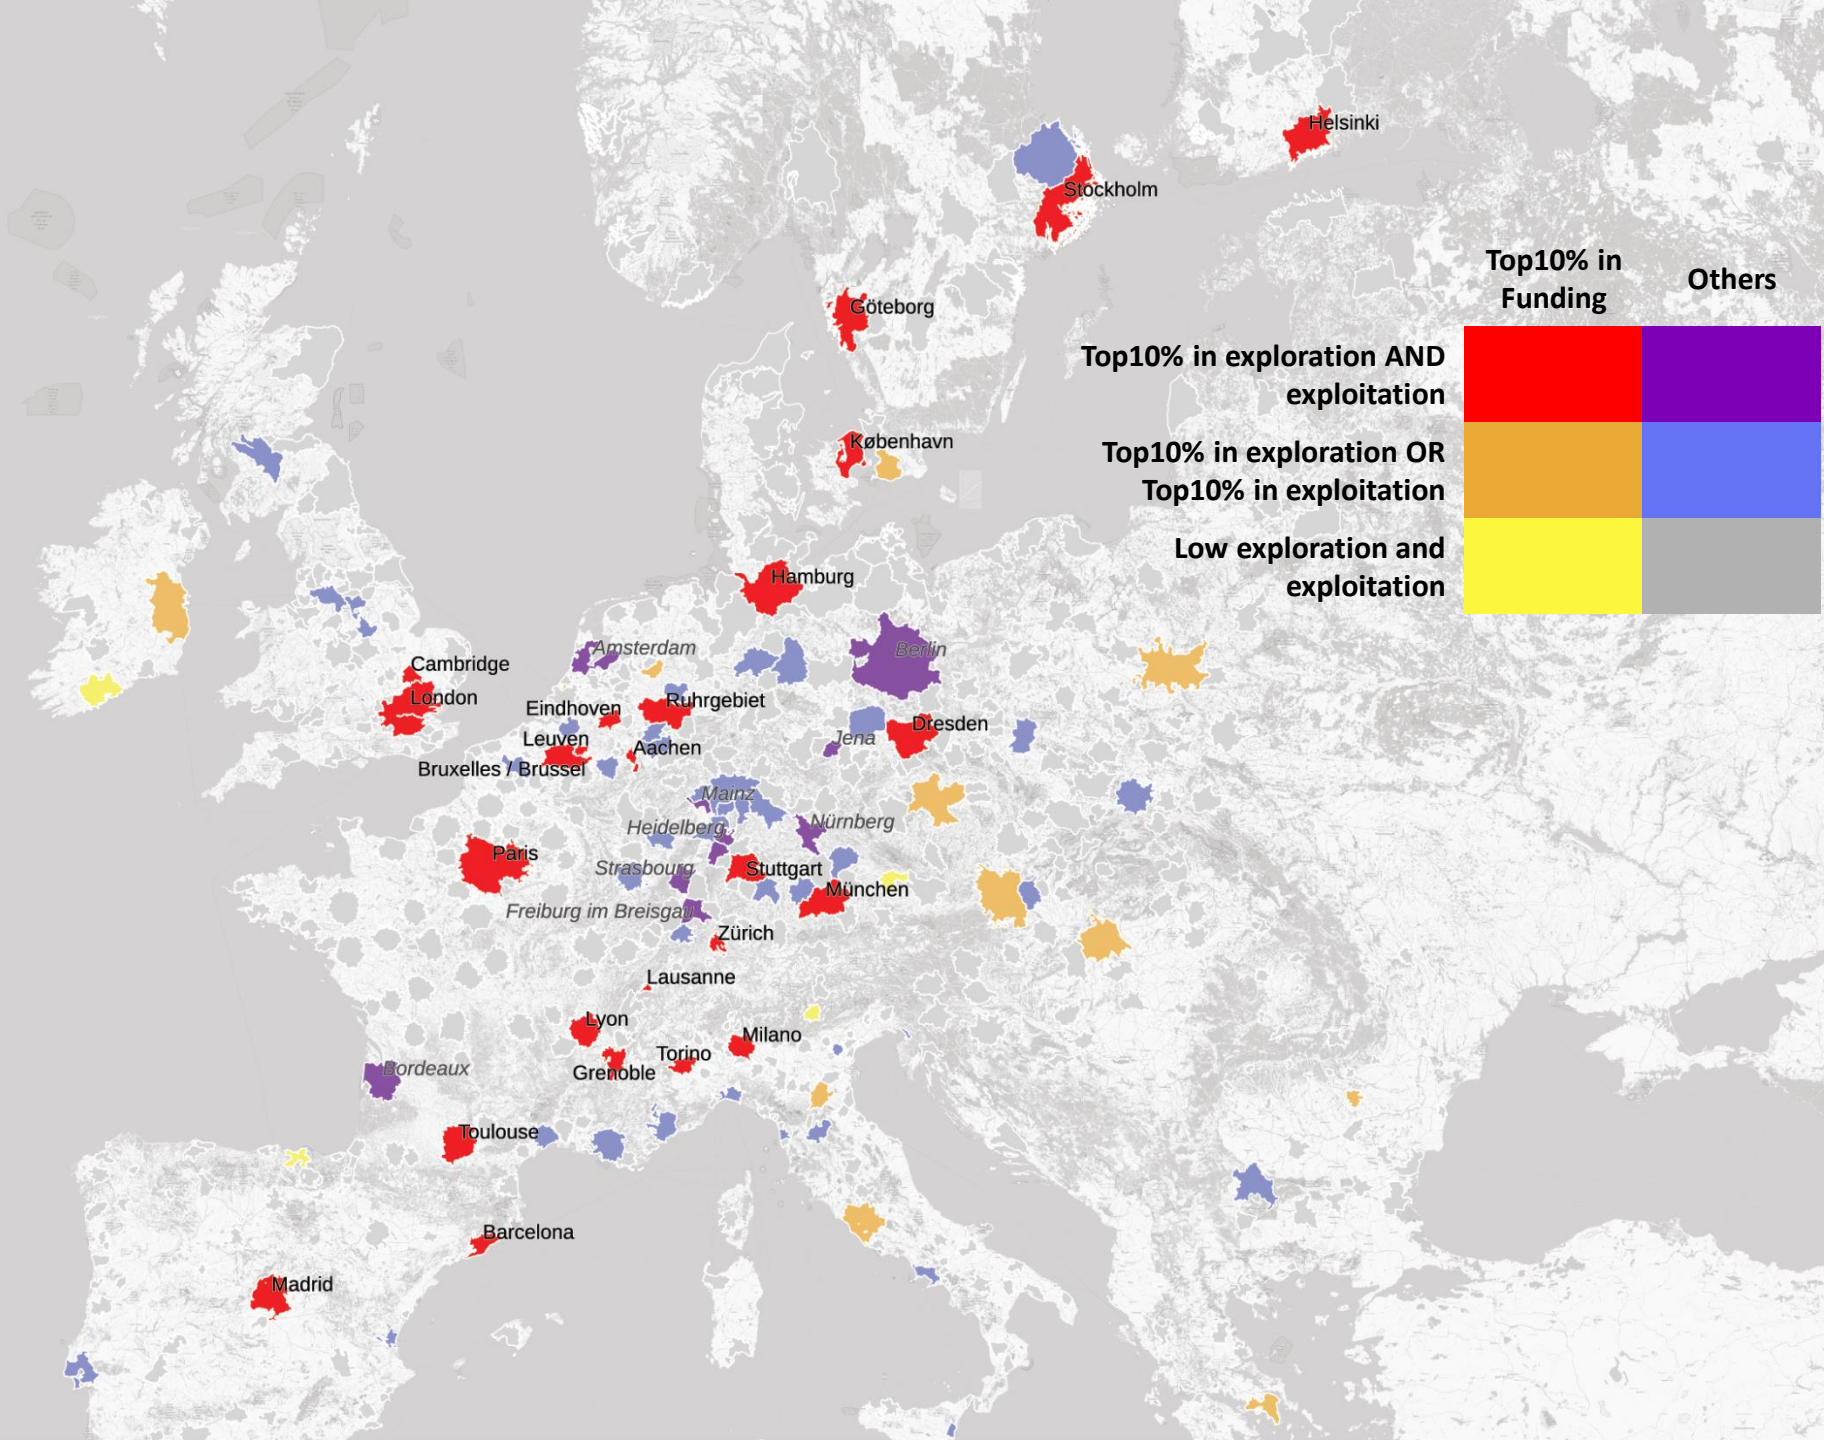 Helsinki
Stockholm
Top10% in
Funding
Others
Göteborg
Top10% in exploration AND
exploitation
København
Top10% in exploration OR
Top10% in exploitation
Low exploration and
exploitation
Hamburg
Amsterdam
Berlin
Cambridge
London
Eindhoven
Ruhrgebiet
Dresden
Leuven
Jena
Aachen
Bruxelles / Brussel
Mainz
Nürnberg
Heidelberg
Paris
Strasbourg
Stuttgart
München
Freiburg im Breisgau
Zürich
Lausanne
Lyon
Milano
Torino
Grenoble
Bordeaux
Toulouse
Barcelona
Madrid